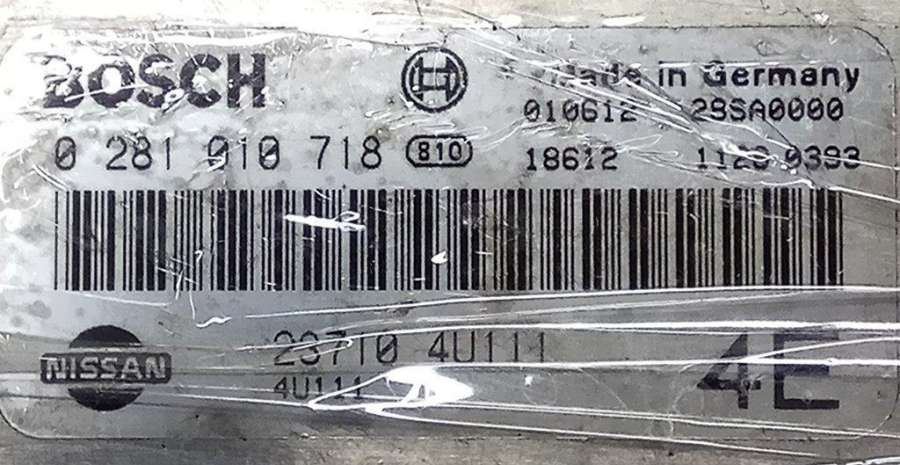 BOSCH
Made in Germany
010612 29SA0000
0 281 010 718 810
18612
NISSAN
23710 4U111
4U111
4E